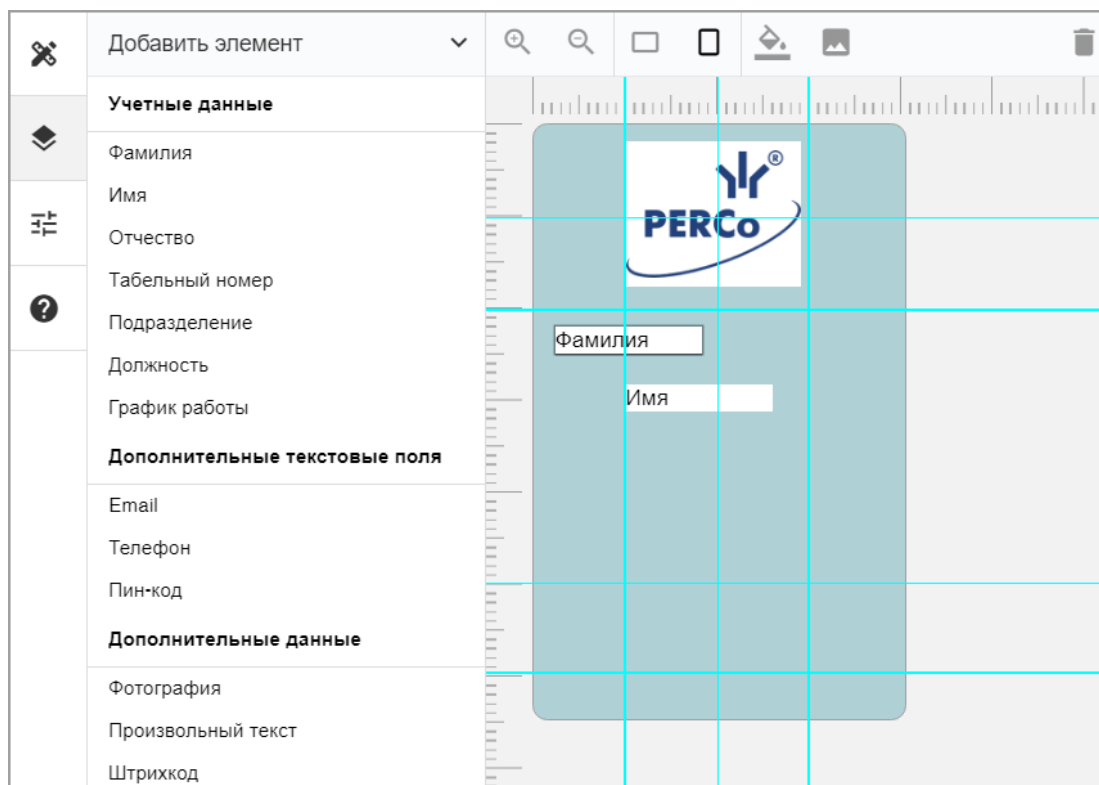 Добавить элемент
Учетные данные
Фамилия
Имя
Отчество
Табельный номер
Подразделение
Должность
График работы
Дополнительные текстовые поля
Email
Телефон
Пин-код
Дополнительные данные
Фотография
Произвольный текст
Штрихкод
®
PERCo
Фамилия
Имя